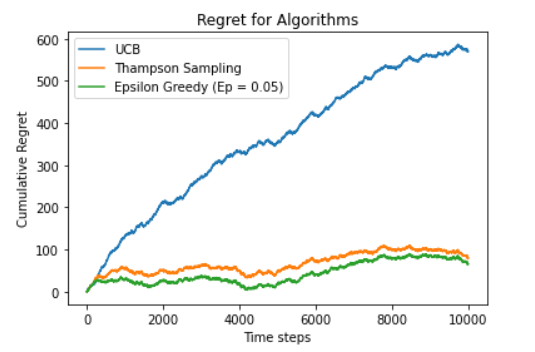 Regret for Algorithms
UCB
Thampson Sampling
Epsilon Greedy (Ep = 0.05)
Cumulative Regret
600
500
400
300
200
100
0
0 2000 4000 6000 8000 10000
Time steps